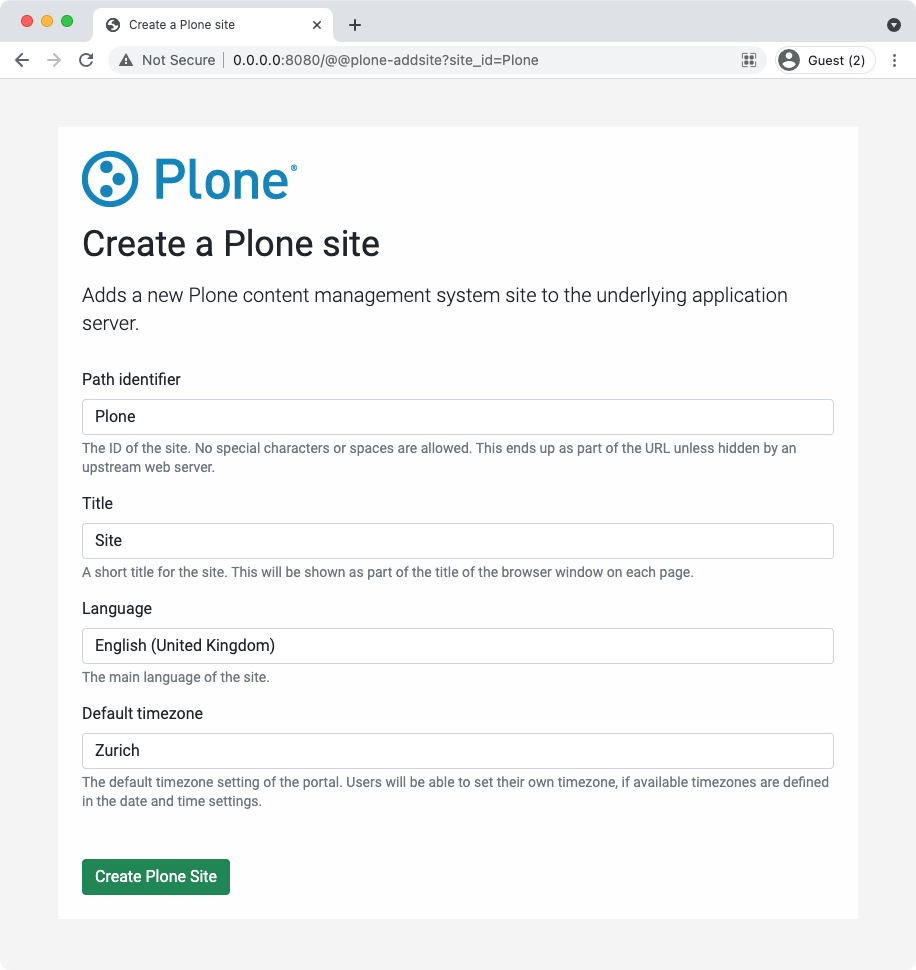 Create a Plone site
Not Secure 0.0.0.0:8080/@@plone-addsite?site_id=Plone Guest (2)
Plone®
Create a Plone site
Adds a new Plone content management system site to the underlying application
server.
Path identifier
Plone
The ID of the site. No special characters or spaces are allowed. This ends up as part of the URL unless hidden by an
upstream web server.
Title
Site
A short title for the site. This will be shown as part of the title of the browser window on each page.
Language
English (United Kingdom)
The main language of the site.
Default timezone
Zurich
The default timezone setting of the portal. Users will be able to set their own timezone, if available timezones are defined
in the date and time settings.
Create Plone Site